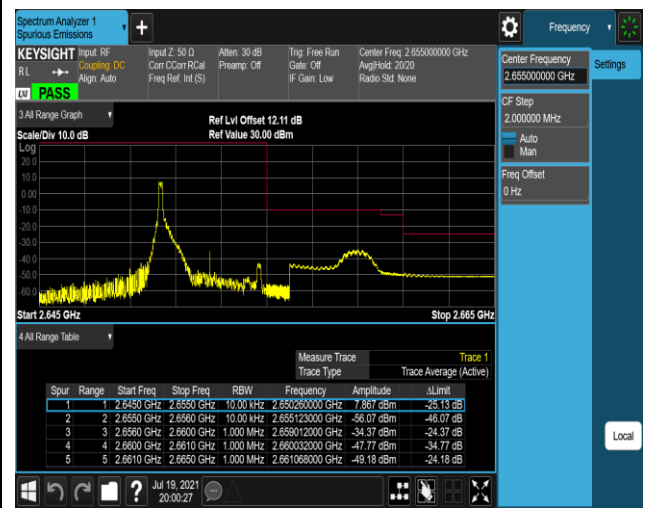 Spectrum Analyzer 1
Spurious Emissions
+
Frequency
KEYSIGHT
RL
LXI PASS
Input: RF
Coupling: DC
Align: Auto
Input Z: 50 Ω
Corr CCorr RCal
Freq Ref: Int (S)
Atten: 30 dB
Preamp: Off
Trig: Free Run
Gate: Off
IF Gain: Low
Center Freq: 2.655000000 GHz
Avg|Hold: 20/20
Radio Std: None
Center Frequency
2.655000000 GHz
Settings
CF Step
2.000000 MHz
Auto
Man
Freq Offset
0 Hz
3 All Range Graph
Scale/Div 10.0 dB
Ref Lvl Offset 12.11 dB
Ref Value 30.00 dBm
Log
20.0
10.0
0.00
-10.0
-20.0
-30.0
-40.0
-50.0
-60.0
Start 2.645 GHz
Stop 2.665 GHz
4 All Range Table
Measure Trace Trace 1
Trace Type Trace Average (Active)
Spur Range Start Freq Stop Freq RBW Frequency Amplitude ΔLimit
1 1 2.6450 GHz 2.6550 GHz 10.00 kHz 2.650260000 GHz 7.867 dBm -25.13 dB
2 2 2.6550 GHz 2.6560 GHz 10.00 kHz 2.655123000 GHz -56.07 dBm -46.07 dB
3 3 2.6560 GHz 2.6600 GHz 1.000 MHz 2.659012000 GHz -34.37 dBm -24.37 dB
4 4 2.6600 GHz 2.6610 GHz 1.000 MHz 2.660032000 GHz -47.77 dBm -34.77 dB
5 5 2.6610 GHz 2.6650 GHz 1.000 MHz 2.661068000 GHz -49.18 dBm -24.18 dB
Local
?
Jul 19, 2021
20:00:27